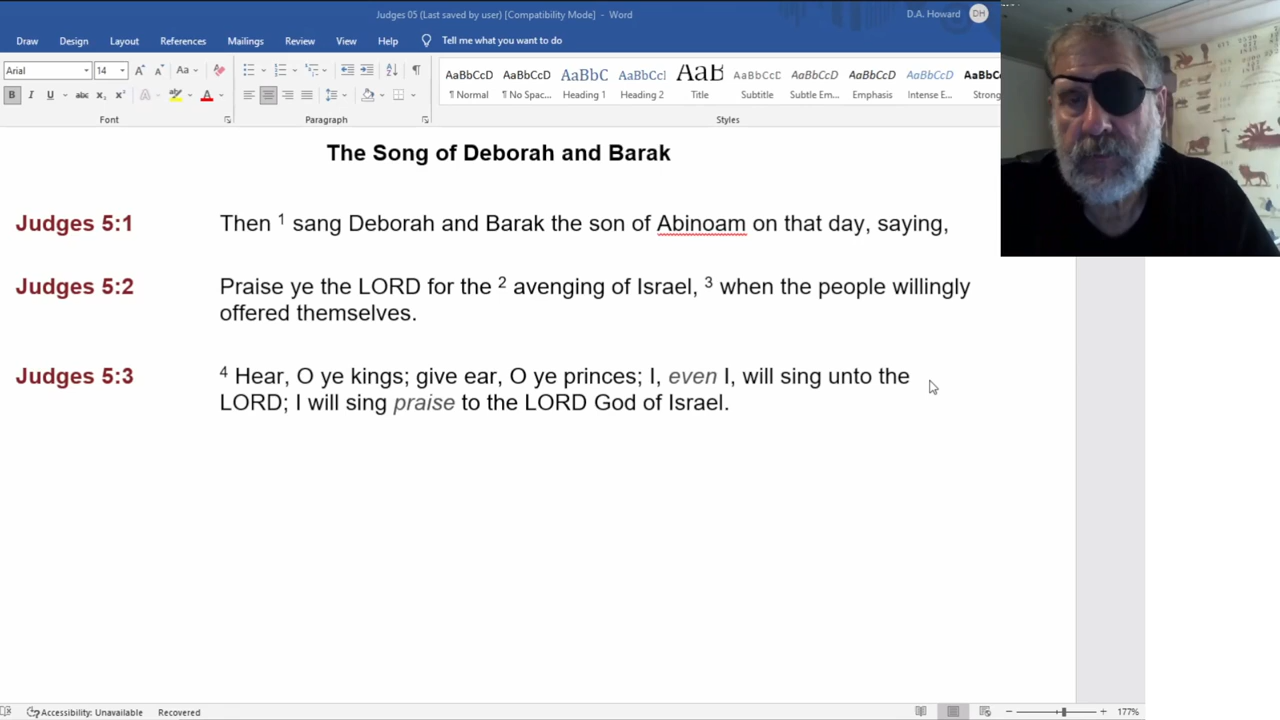 Judges 05 (Last saved by user) [Compatibility Mode] - Word
D.A. Howard DH
Draw Design Layout References Mailings Review View Help Tell me what you want to do
Arial 14 Aa
AaBbCcD AaBbCcD AaBbC AaBbCcI AaB AaBbCcD AaBbCcD AaBbCcD AaBbCcD AaBbCc
B I U abc x₂ x² A A
¶ Normal ¶ No Spac... Heading 1 Heading 2 Title Subtitle Subtle Em... Emphasis Intense E... Strong
Font Paragraph Styles
The Song of Deborah and Barak
Judges 5:1 Then ¹ sang Deborah and Barak the son of Abinoam on that day, saying,
Judges 5:2 Praise ye the LORD for the ² avenging of Israel, ³ when the people willingly
offered themselves.
Judges 5:3 ⁴ Hear, O ye kings; give ear, O ye princes; I, even I, will sing unto the
LORD; I will sing praise to the LORD God of Israel.
Accessibility: Unavailable Recovered 177%